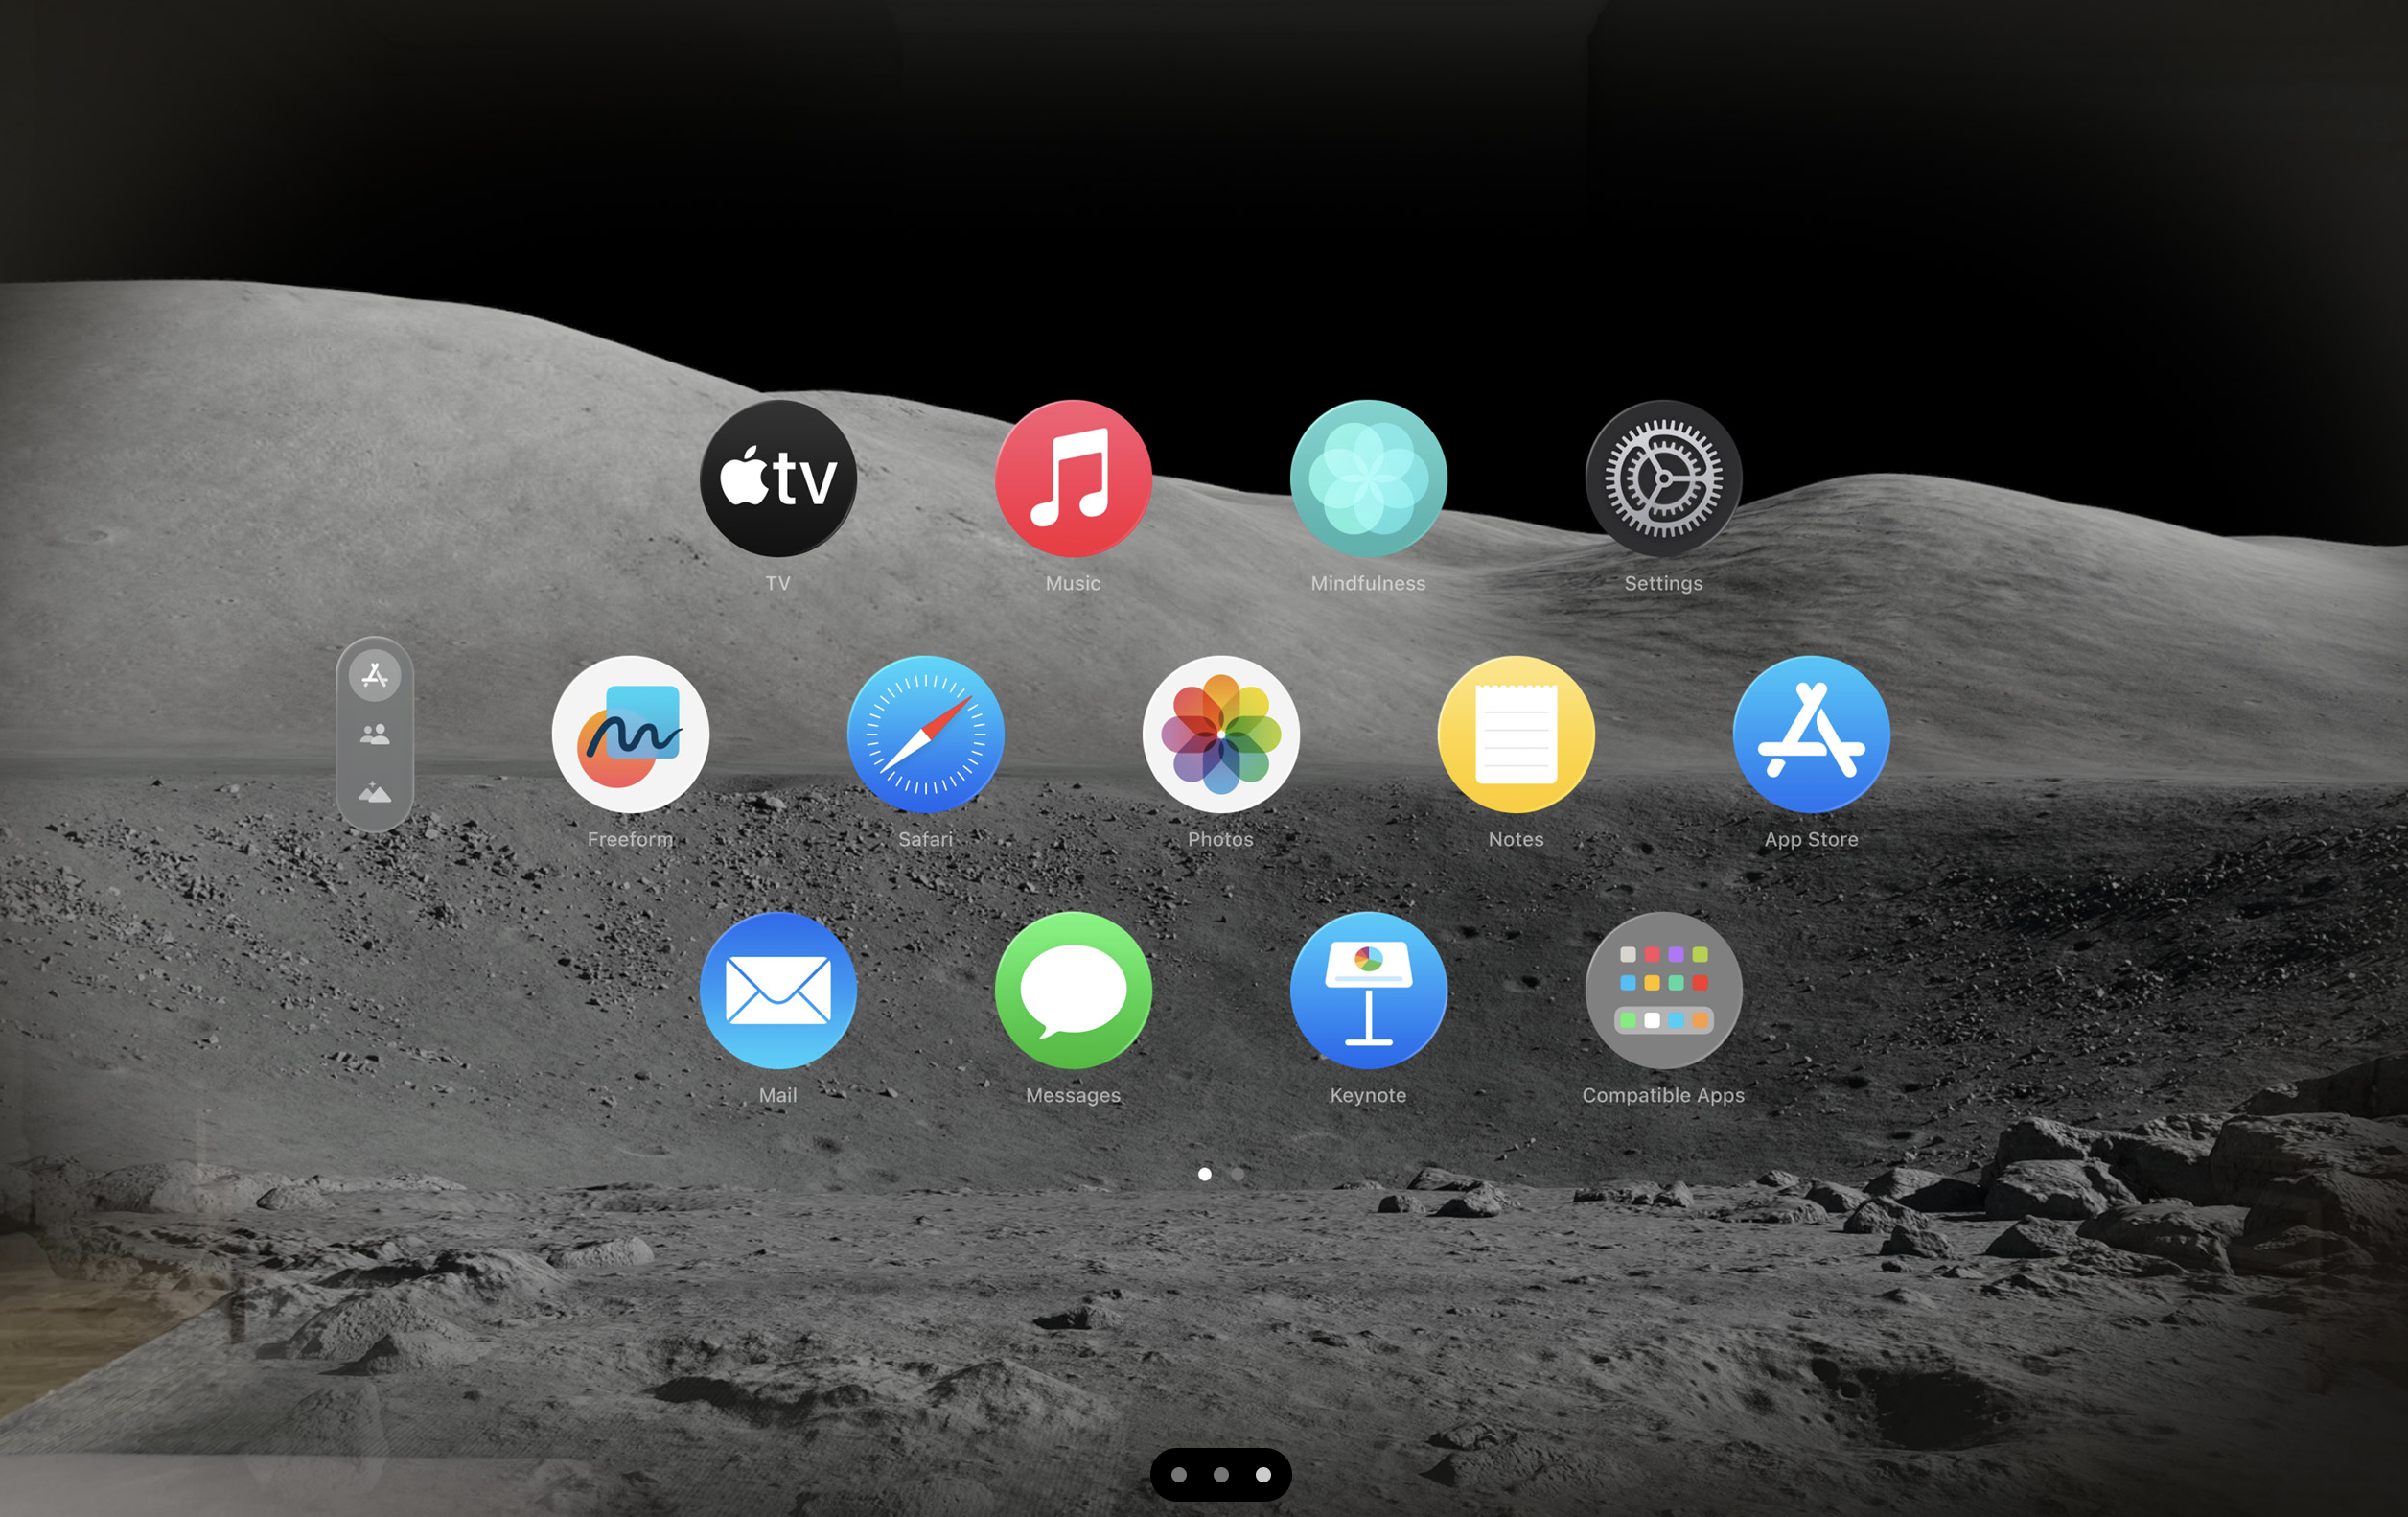 tv
TV
Music
Mindfulness
Settings
Freeform
Safari
Photos
Notes
App Store
Mail
Messages
Keynote
Compatible Apps